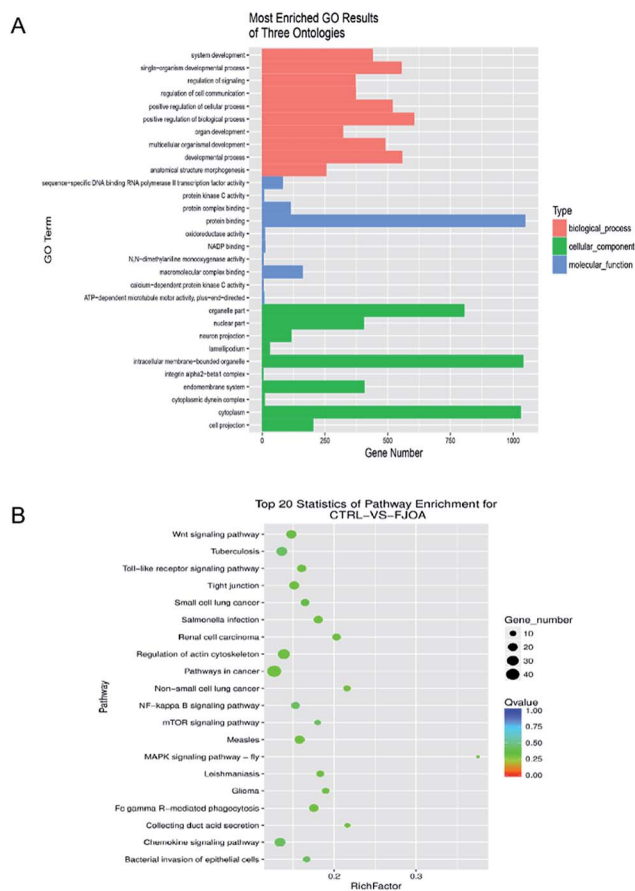 A
Most Enriched GO Results
of Three Ontologies
system development
single-organism developmental process
regulation of signaling
regulation of cell communication
positive regulation of cellular process
positive regulation of biological process
organ development
multicellular organismal development
developmental process
anatomical structure morphogenesis
sequence-specific DNA binding RNA polymerase II transcription factor activity
protein kinase C activity
protein complex binding
protein binding
oxidoreductase activity
NADP binding
N,N-dimethylaniline monooxygenase activity
macromolecular complex binding
calcium-dependent protein kinase C activity
ATP-dependent microtubule motor activity, plus-end-directed
organelle part
nuclear part
neuron projection
lamellipodium
intracellular membrane-bounded organelle
integrin alpha2-beta1 complex
endomembrane system
cytoplasmic dynein complex
cytoplasm
cell projection
GO Term
0 250 500 750 1000
Gene Number
Type
biological_process
cellular_component
molecular_function
B
Top 20 Statistics of Pathway Enrichment for
CTRL-VS-FJOA
Wnt signaling pathway
Tuberculosis
Toll-like receptor signaling pathway
Tight junction
Small cell lung cancer
Salmonella infection
Renal cell carcinoma
Regulation of actin cytoskeleton
Pathways in cancer
Non-small cell lung cancer
NF-kappa B signaling pathway
mTOR signaling pathway
Measles
MAPK signaling pathway - fly
Leishmaniasis
Glioma
Fc gamma R-mediated phagocytosis
Collecting duct acid secretion
Chemokine signaling pathway
Bacterial invasion of epithelial cells
Pathway
0.2 0.3
RichFactor
Gene_number
10
20
30
40
Qvalue
1.00
0.75
0.50
0.25
0.00